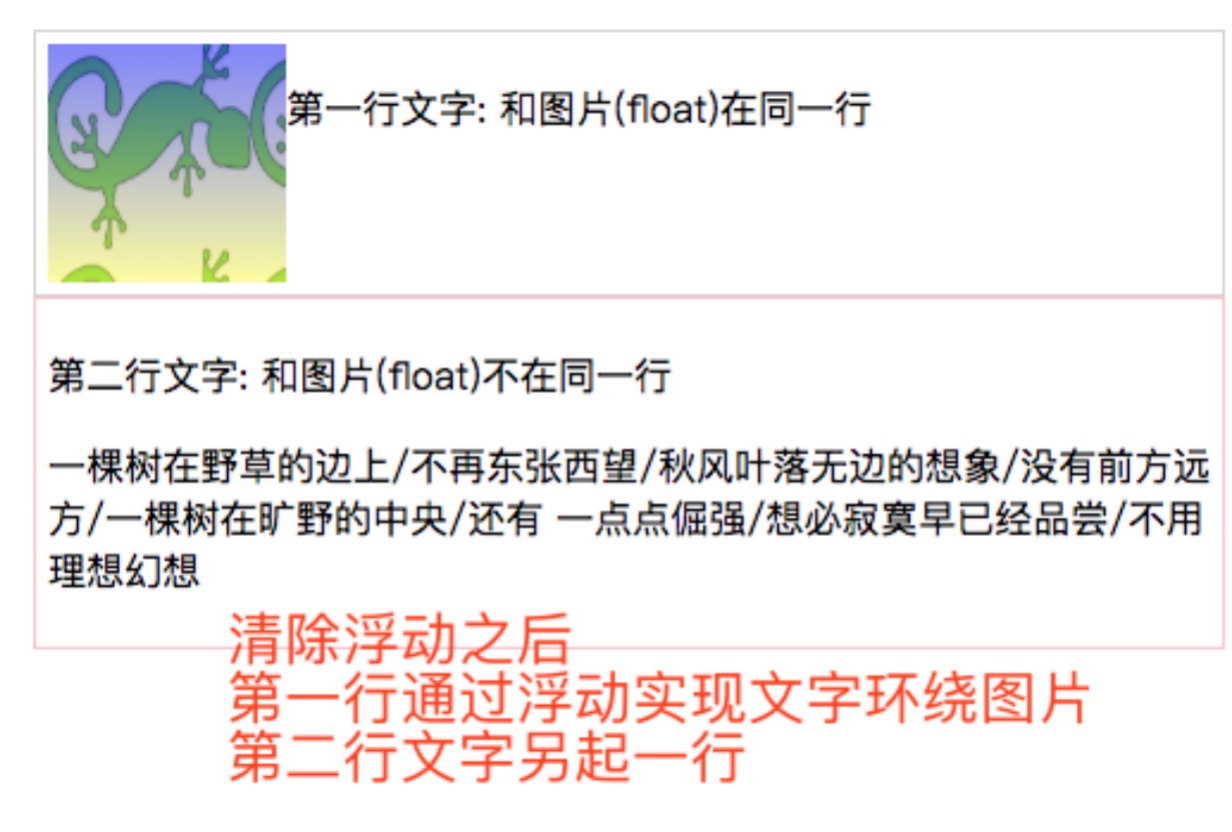 第一行文字: 和图片(float)在同一行
第二行文字: 和图片(float)不在同一行
一棵树在野草的边上/不再东张西望/秋风叶落无边的想象/没有前方远
方/一棵树在旷野的中央/还有 一点点倔强/想必寂寞早已经品尝/不用
理想幻想
清除浮动之后
第一行通过浮动实现文字环绕图片
第二行文字另起一行